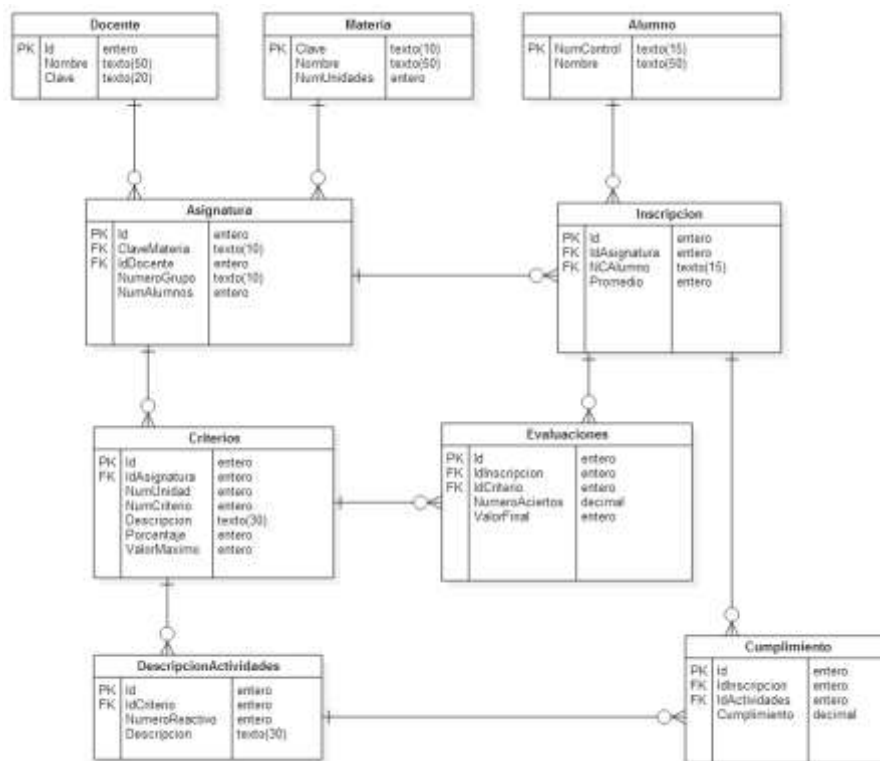 Docente
PK Id entero
Nombre texto(50)
Clave texto(20)
Materia
PK Clave texto(10)
Nombre texto(50)
NumUnidades entero
Alumno
PK NumControl texto(15)
Nombre texto(50)
Asignatura
PK Id entero
FK ClaveMateria texto(10)
FK IdDocente entero
NumeroGrupo texto(10)
NumAlumnos entero
Inscripcion
PK Id entero
FK IdAsignatura entero
FK NCAlumno texto(15)
Promedio entero
Criterios
PK Id entero
FK IdAsignatura entero
NumUnidad entero
NumCriterio entero
Descripcion texto(30)
Porcentaje entero
ValorMaximo entero
Evaluaciones
PK Id entero
FK IdInscripcion entero
FK IdCriterio entero
NumeroAciertos decimal
ValorFinal entero
DescripcionActividades
PK Id entero
FK IdCriterio entero
NumeroReactivo entero
Descripcion texto(30)
Cumplimiento
PK Id entero
FK IdInscripcion entero
FK IdActividades entero
Cumplimiento decimal